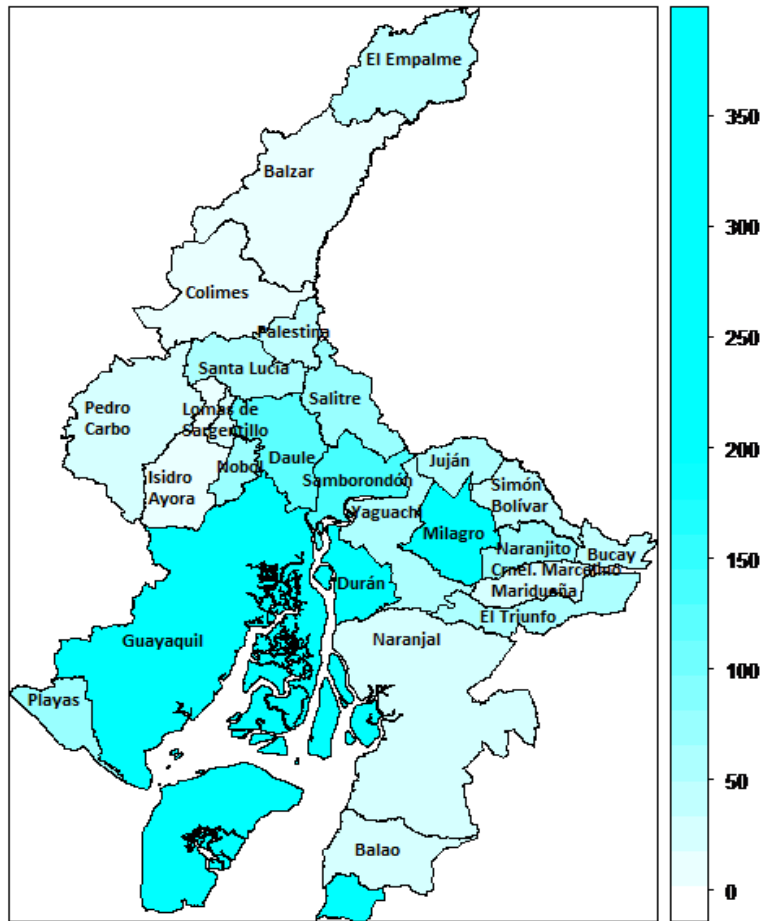 El Empalme
Balzar
Colimes
Palestina
Santa Lucía
Salitre
Pedro
Carbo
Lomas de
Sargentillo
Nobol
Daule
Isidro
Ayora
Samborondón
Juján
Simón
Bolívar
Yaguachi
Milagro
Naranjito
Bucay
Crnel. Marcelino
Maridueña
El Triunfo
Durán
Naranjal
Guayaquil
Playas
Balao
350
300
250
200
150
100
50
0